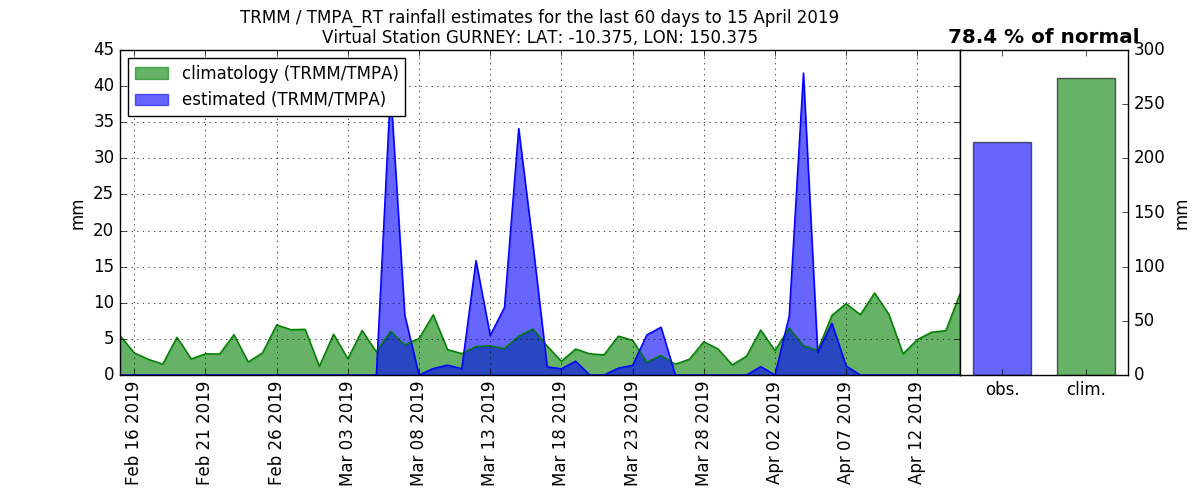 TRMM / TMPA_RT rainfall estimates for the last 60 days to 15 April 2019
Virtual Station GURNEY: LAT: -10.375, LON: 150.375
78.4 % of normal
climatology (TRMM/TMPA)
estimated (TRMM/TMPA)
45
40
35
30
25
20
15
10
5
0
mm
Feb 16 2019
Feb 21 2019
Feb 26 2019
Mar 03 2019
Mar 08 2019
Mar 13 2019
Mar 18 2019
Mar 23 2019
Mar 28 2019
Apr 02 2019
Apr 07 2019
Apr 12 2019
obs.
clim.
300
250
200
150
100
50
0
mm